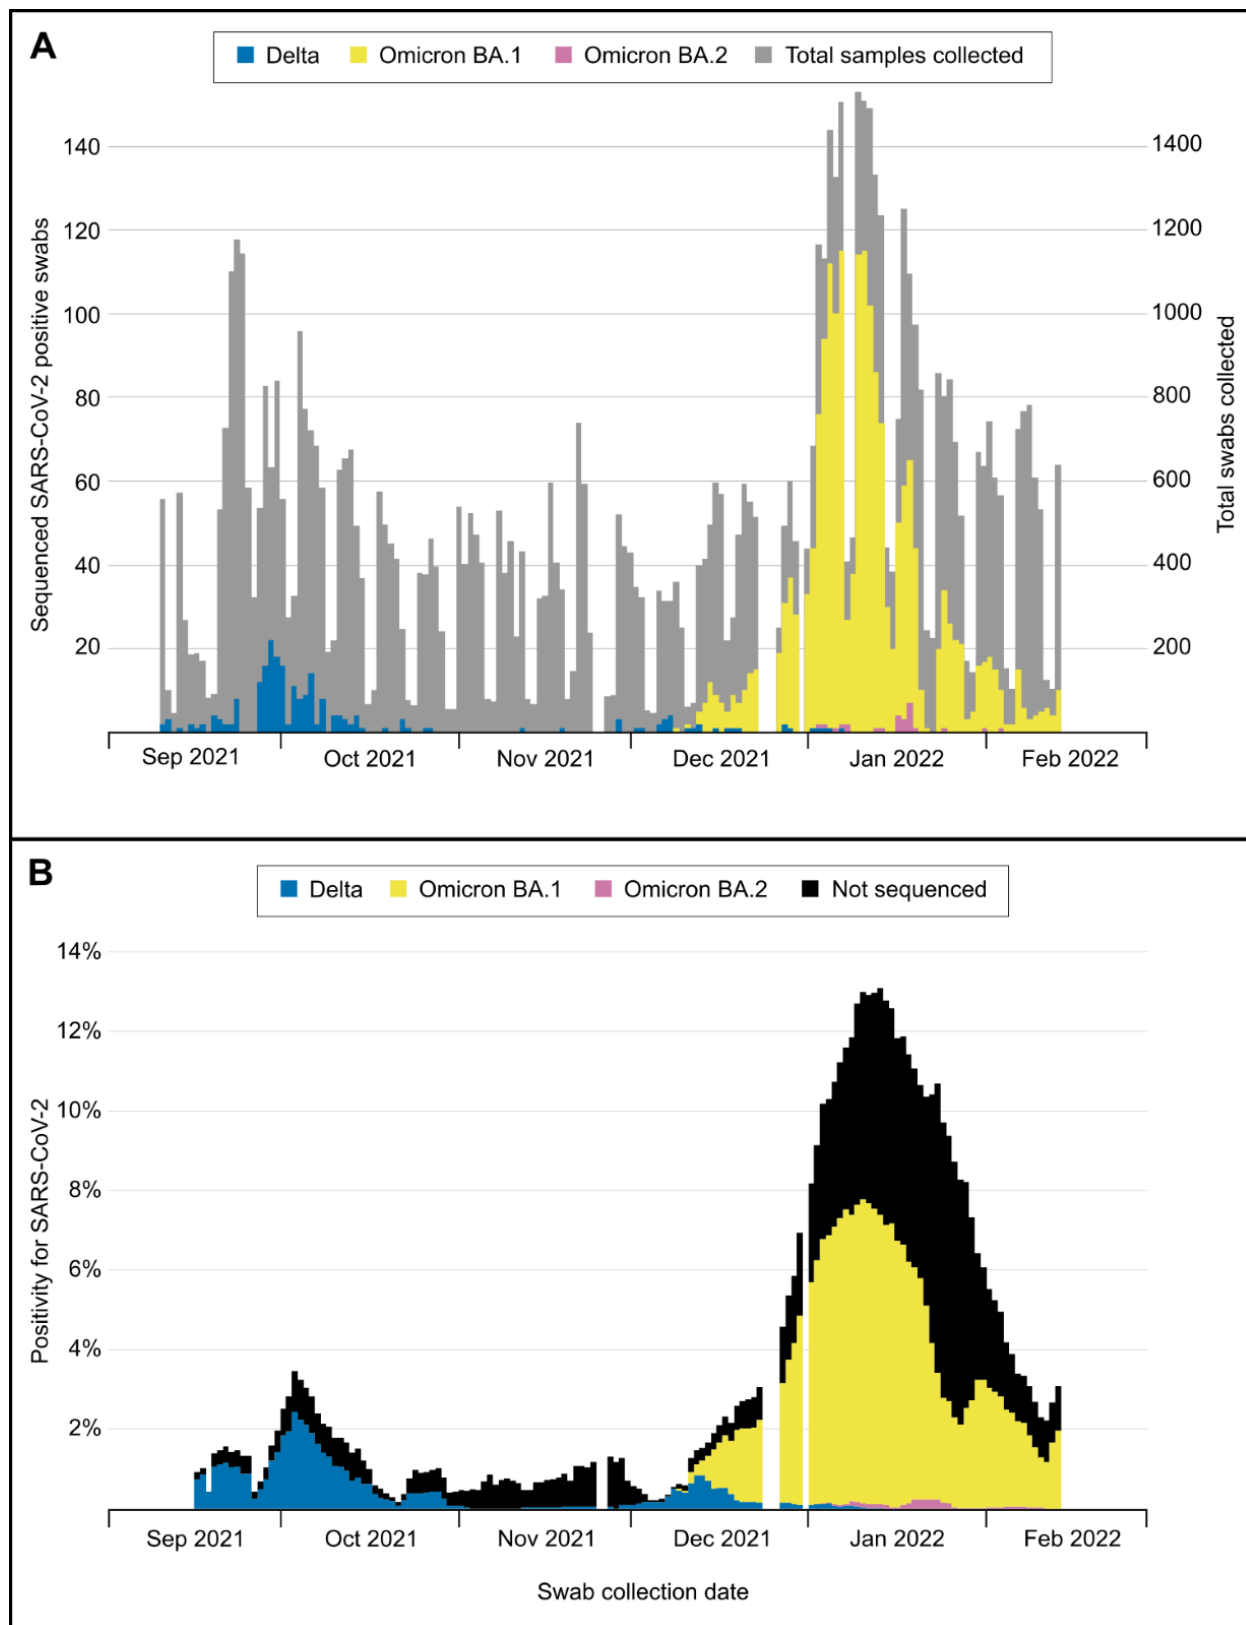 A
Delta Omicron BA.1 Omicron BA.2 Total samples collected
Sequenced SARS-CoV-2 positive swabs
140
120
100
80
60
40
20
1400
1200
1000
800
600
400
200
Total swabs collected
Sep 2021 Oct 2021 Nov 2021 Dec 2021 Jan 2022 Feb 2022
B
Delta Omicron BA.1 Omicron BA.2 Not sequenced
Positivity for SARS-CoV-2
14%
12%
10%
8%
6%
4%
2%
Sep 2021 Oct 2021 Nov 2021 Dec 2021 Jan 2022 Feb 2022
Swab collection date